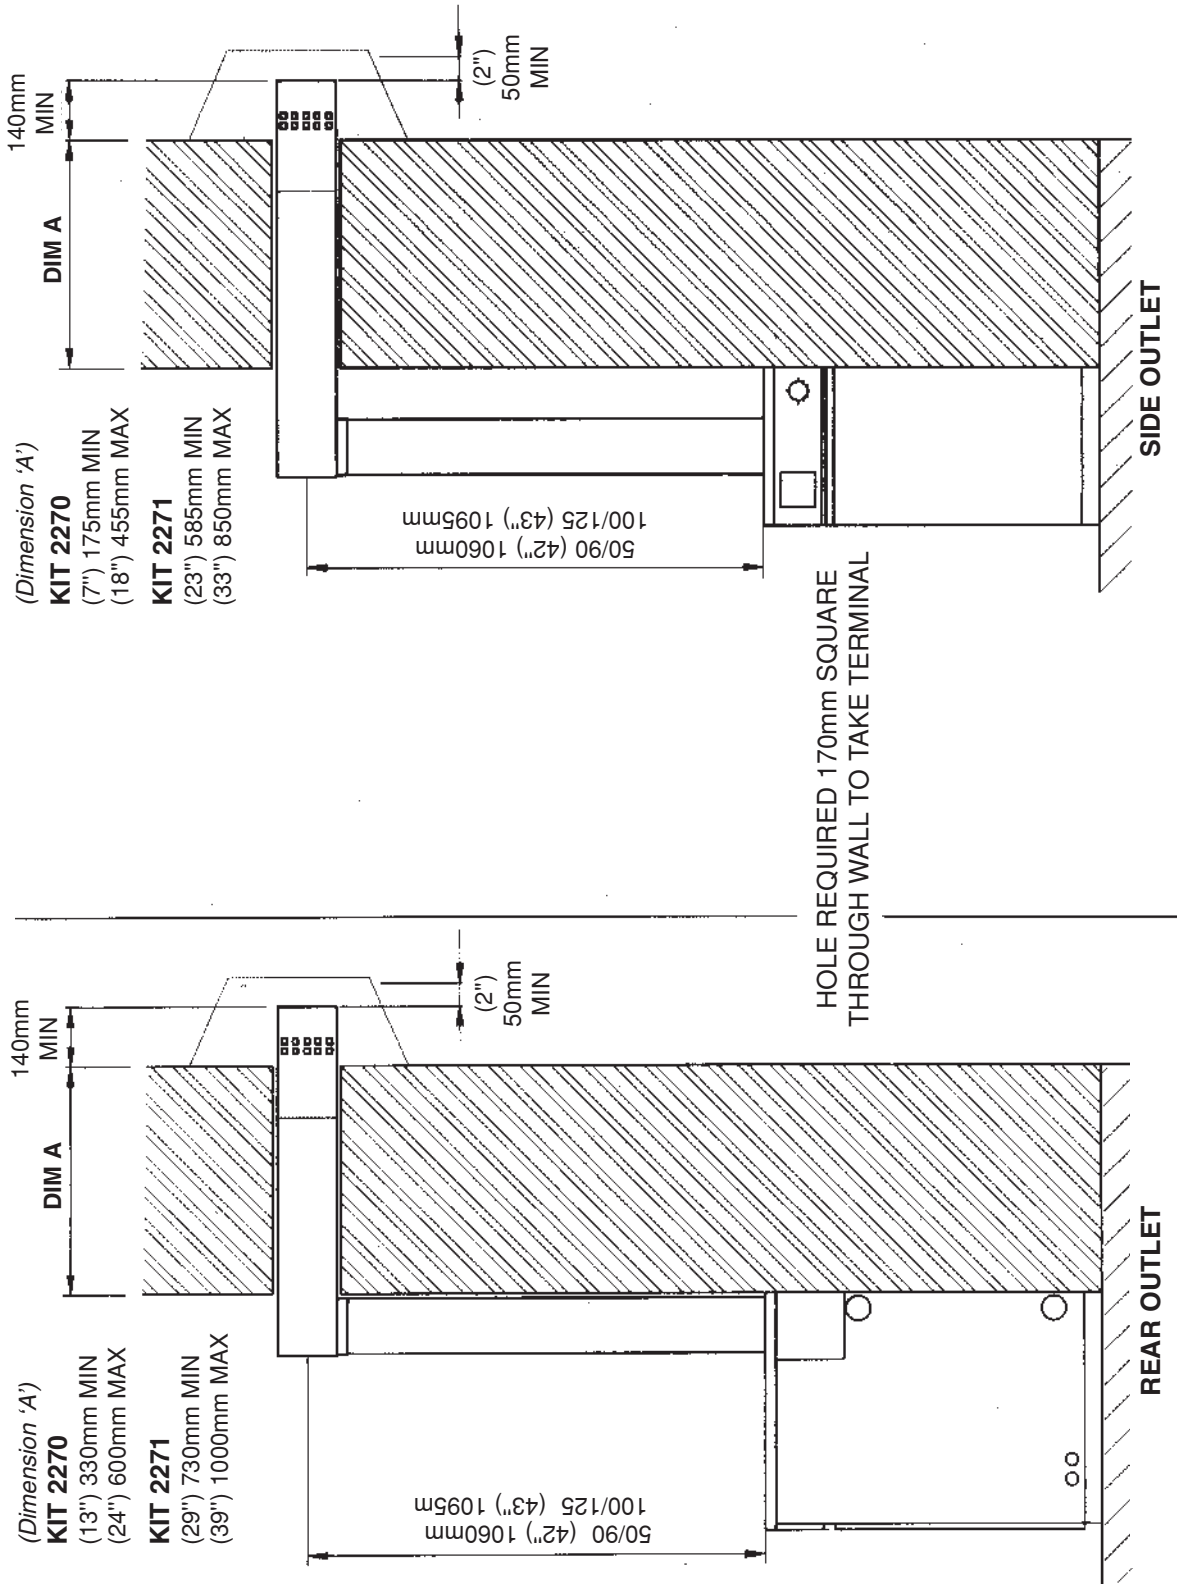 (Dimension 'A')
KIT 2270
(13") 330mm MIN
(24") 600mm MAX
KIT 2271
(29") 730mm MIN
(39") 1000mm MAX
DIM A
140mm
MIN
(2")
50mm
MIN
50/90 (42") 1060mm
100/125 (43") 1095m
REAR OUTLET
HOLE REQUIRED 170mm SQUARE
THROUGH WALL TO TAKE TERMINAL
(Dimension 'A')
KIT 2270
(7") 175mm MIN
(18") 455mm MAX
KIT 2271
(23") 585mm MIN
(33") 850mm MAX
DIM A
140mm
MIN
(2")
50mm
MIN
50/90 (42") 1060mm
100/125 (43") 1095mm
SIDE OUTLET